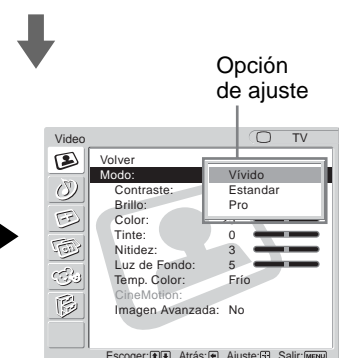 Opción
de ajuste
Video TV
Volver
Modo: Vívido
Contraste: Estandar
Brillo: Pro
Color:
Tinte: 0
Nitidez: 3
Luz de Fondo: 5
Temp. Color: Frío
CineMotion:
Imagen Avanzada: No
Escoger: Atrás: Ajuste: Salir: MENU